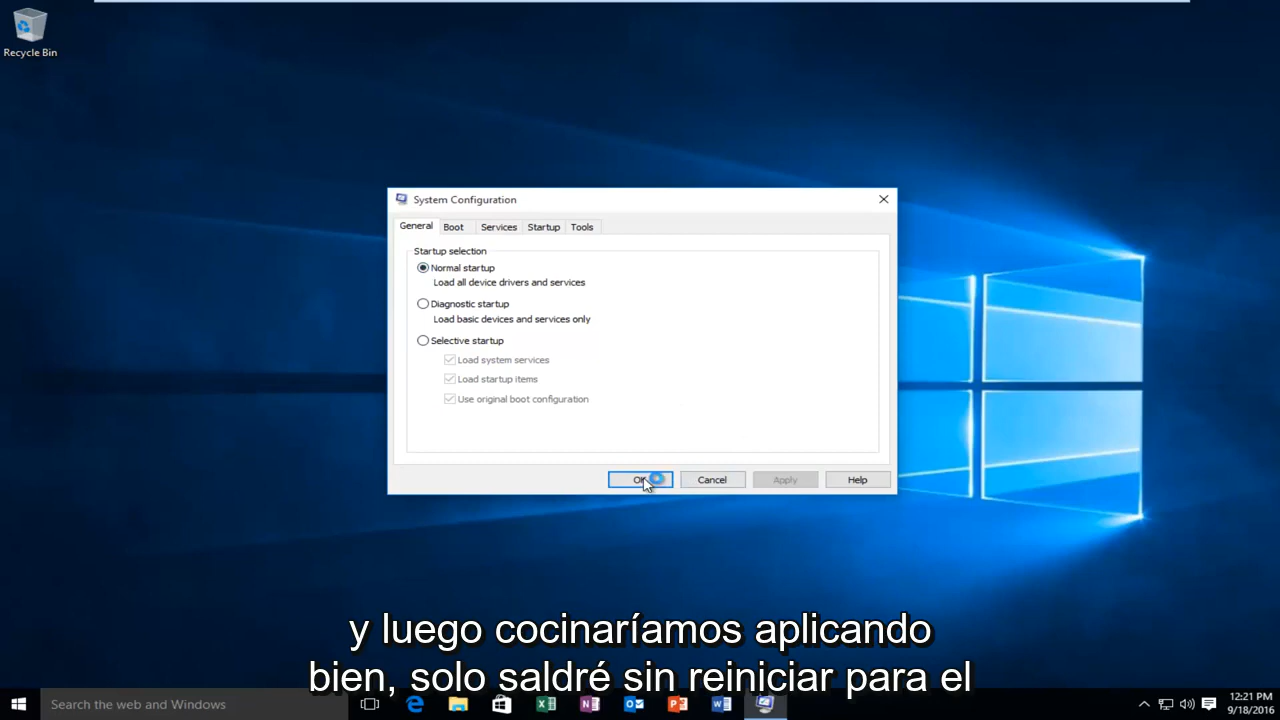 Recycle Bin
System Configuration
General Boot Services Startup Tools
Startup selection
Normal startup
Load all device drivers and services
Diagnostic startup
Load basic devices and services only
Selective startup
Load system services
Load startup items
Use original boot configuration
OK Cancel Apply Help
y luego cocinaríamos aplicando
bien, solo saldré sin reiniciar para el
Search the web and Windows
12:21 PM
9/18/2016